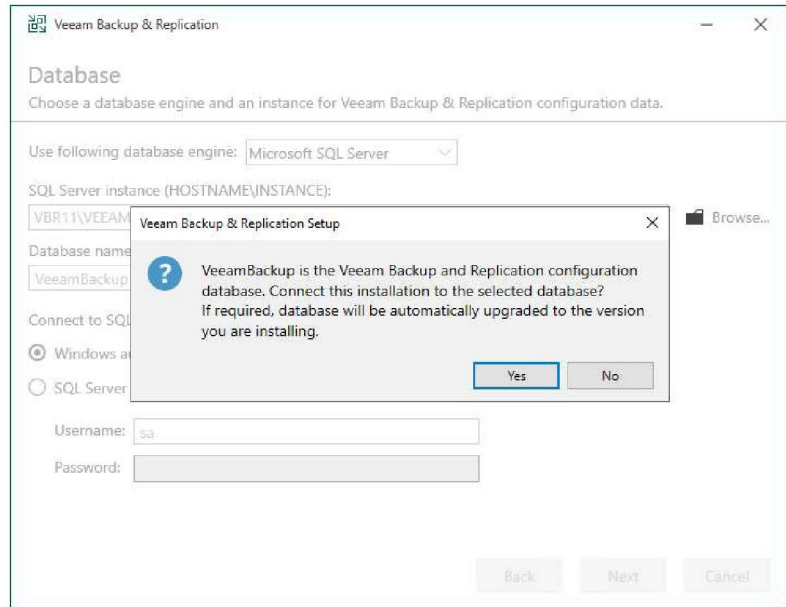 Veeam Backup & Replication
Database
Choose a database engine and an instance for Veeam Backup & Replication configuration data.
Use following database engine: Microsoft SQL Server
SQL Server instance (HOSTNAME\INSTANCE):
VBR11\VEEAM
Browse...
Database name
VeeamBackup
Connect to SQL
Windows au
SQL Server
Username: sa
Password:
Veeam Backup & Replication Setup
VeeamBackup is the Veeam Backup and Replication configuration
database. Connect this installation to the selected database?
If required, database will be automatically upgraded to the version
you are installing.
Yes No
Back Next Cancel